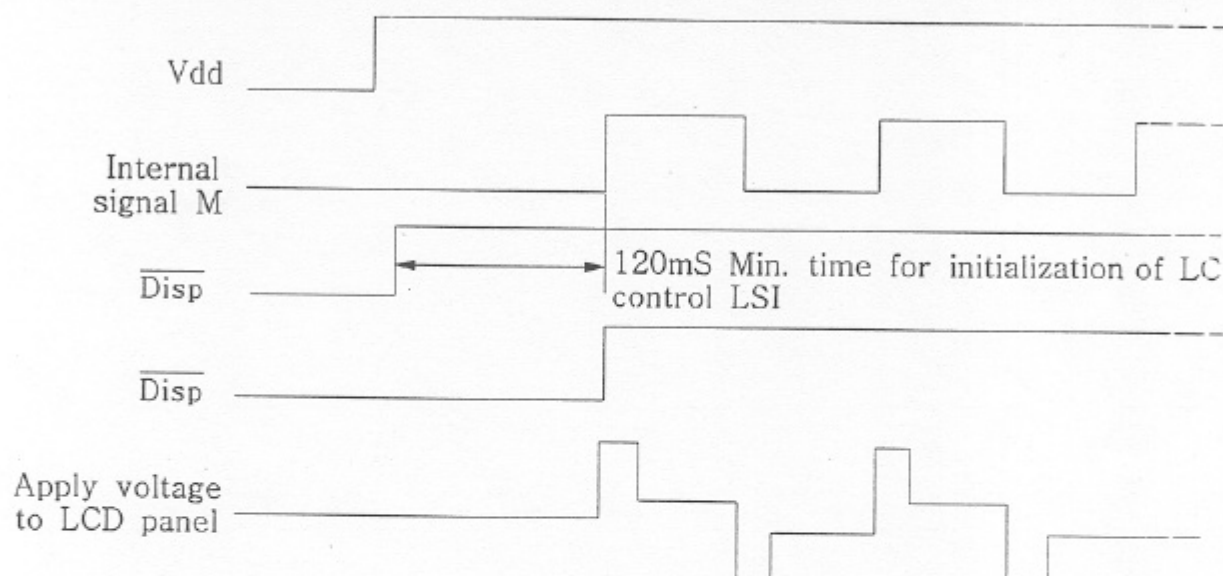 Vdd
Internal
signal M
Disp
120mS Min. time for initialization of LC
control LSI
Disp
Apply voltage
to LCD panel